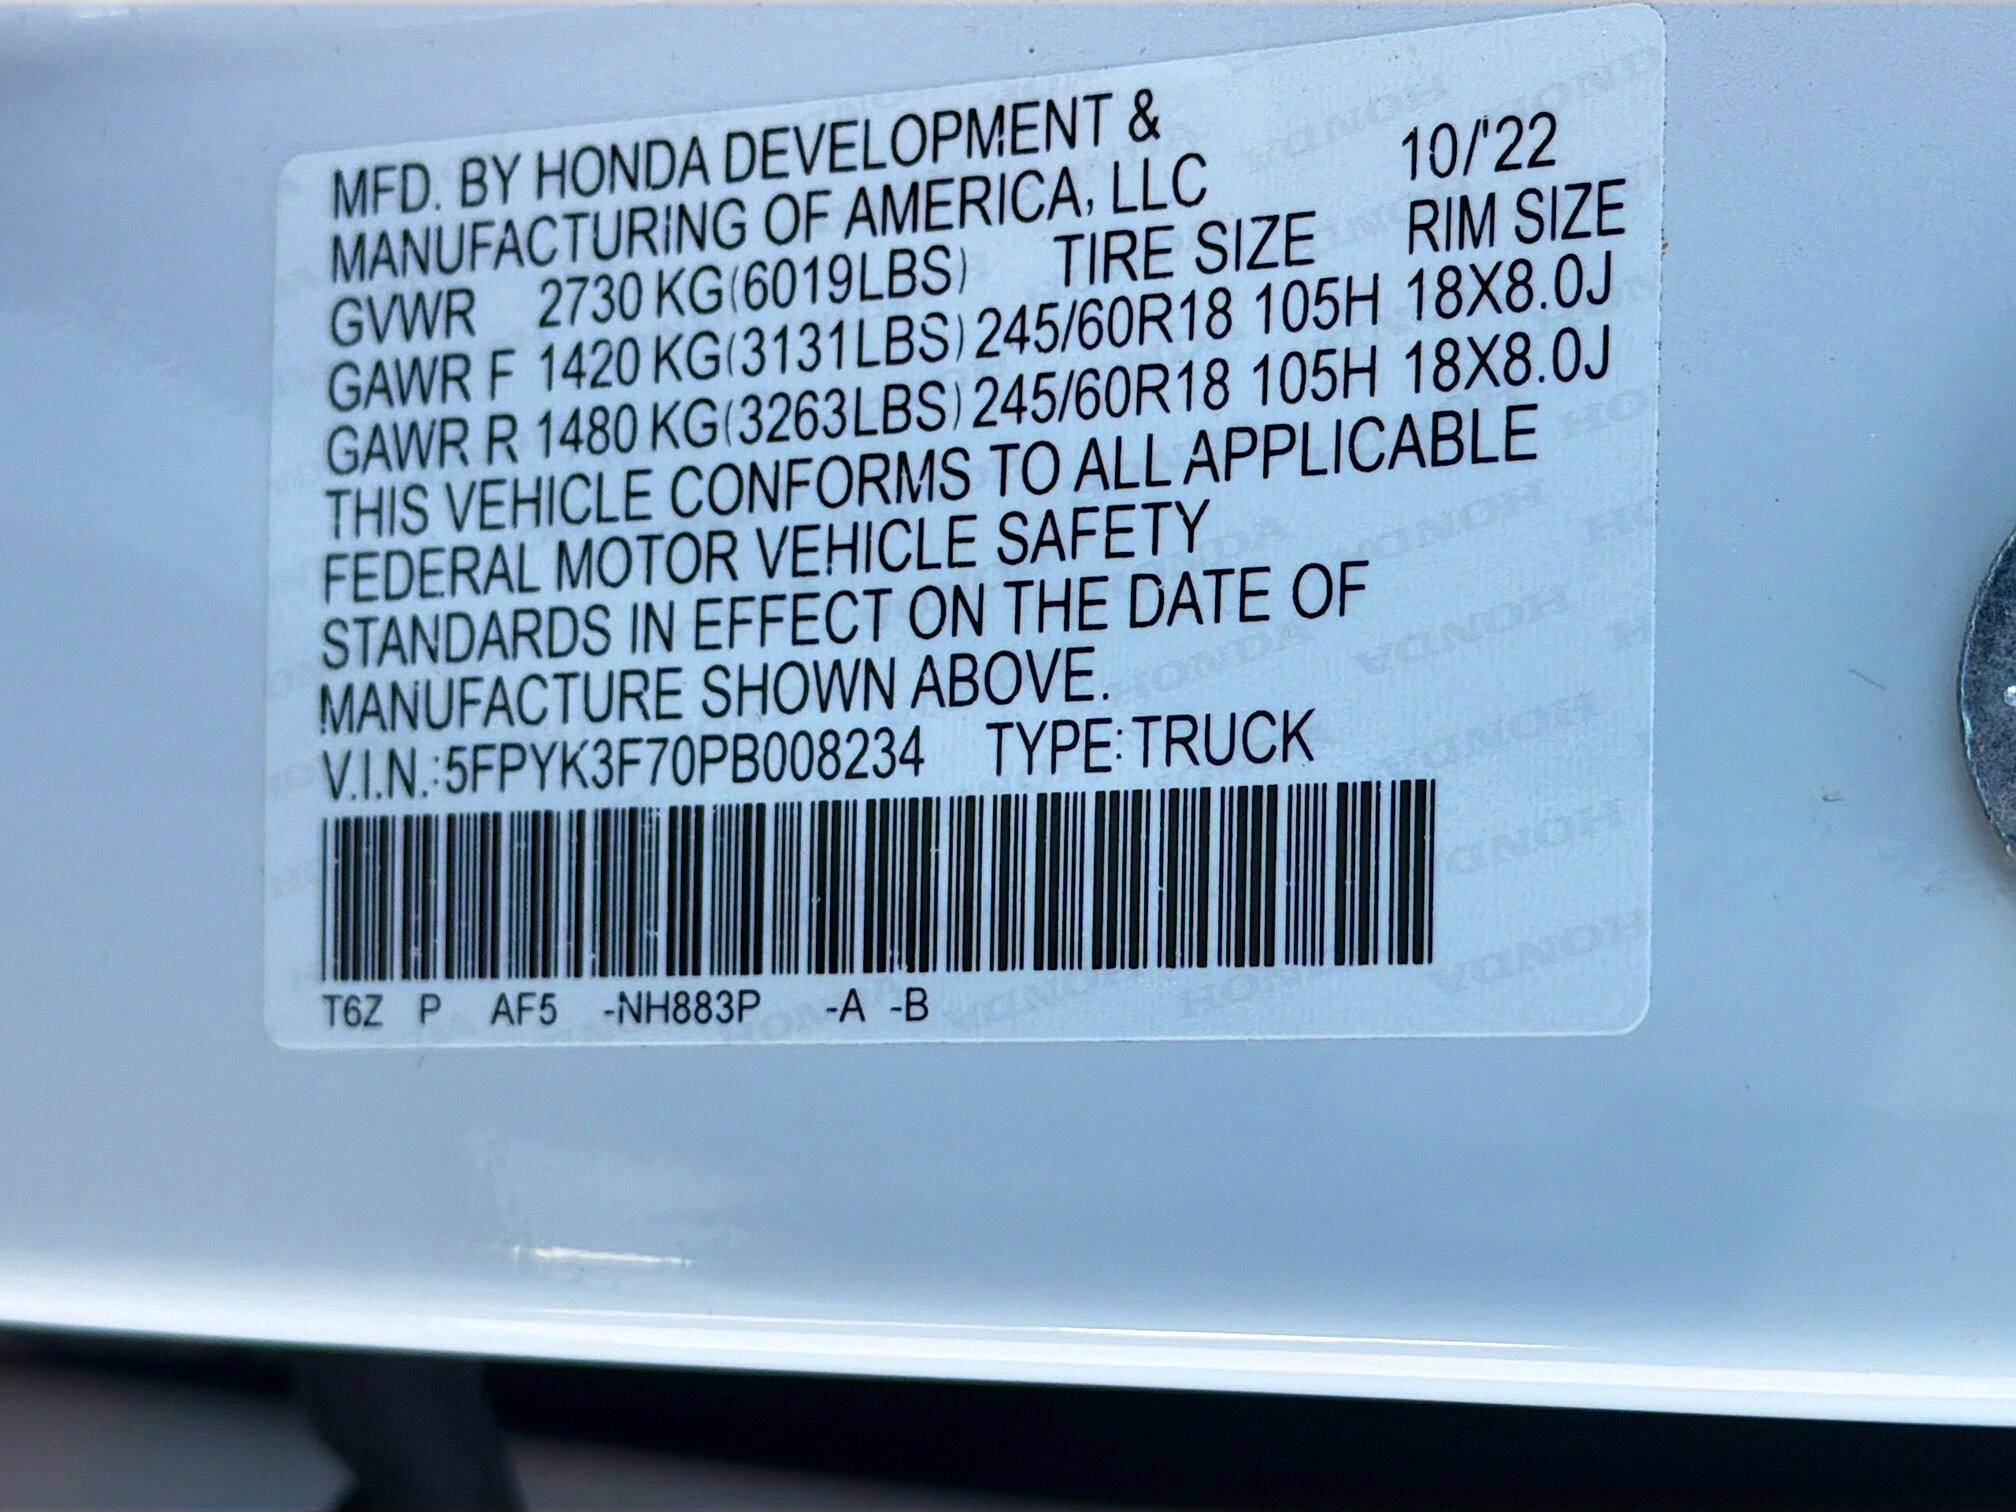 MFD. BY HONDA DEVELOPMENT &
MANUFACTURING OF AMERICA, LLC 10/'22
GVWR 2730 KG(6019LBS) TIRE SIZE RIM SIZE
GAWR F 1420 KG(3131LBS) 245/60R18 105H 18X8.0J
GAWR R 1480 KG(3263LBS) 245/60R18 105H 18X8.0J
THIS VEHICLE CONFORMS TO ALL APPLICABLE
FEDERAL MOTOR VEHICLE SAFETY
STANDARDS IN EFFECT ON THE DATE OF
MANUFACTURE SHOWN ABOVE.
V.I.N.:5FPYK3F70PB008234 TYPE:TRUCK
T6Z P AF5 -NH883P -A -B